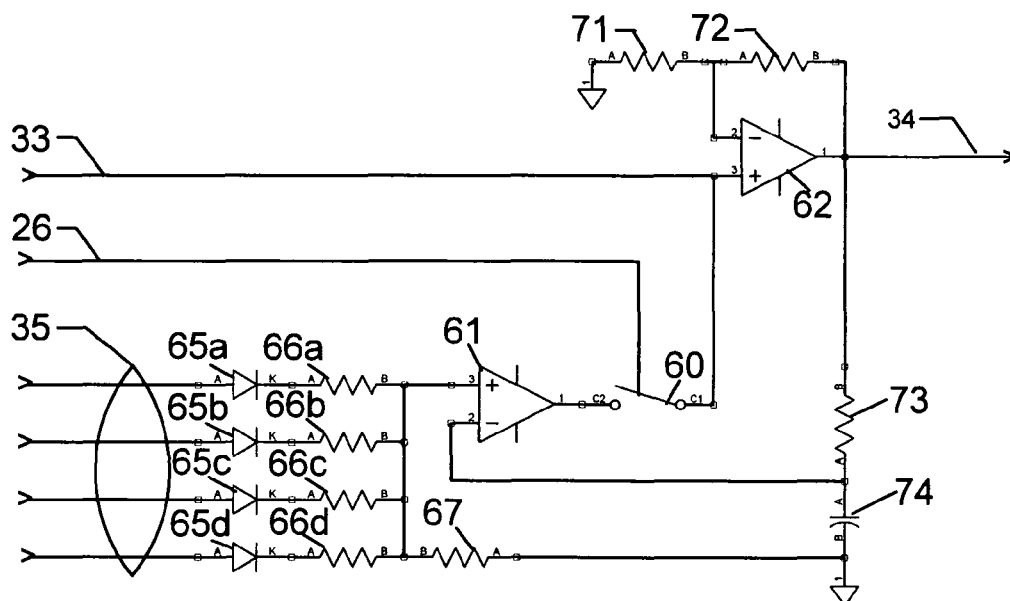 71 72
A B A B
1
34
2 −
1
3 +
62
33
26
35
65a 66a 61
A K A B 3 +
65b 66b 1 C2 C1 60
2 −
A K A B
65c 66c
A K A B
65d 66d 67
A K A B B A
B
73
A
A
74
B
1